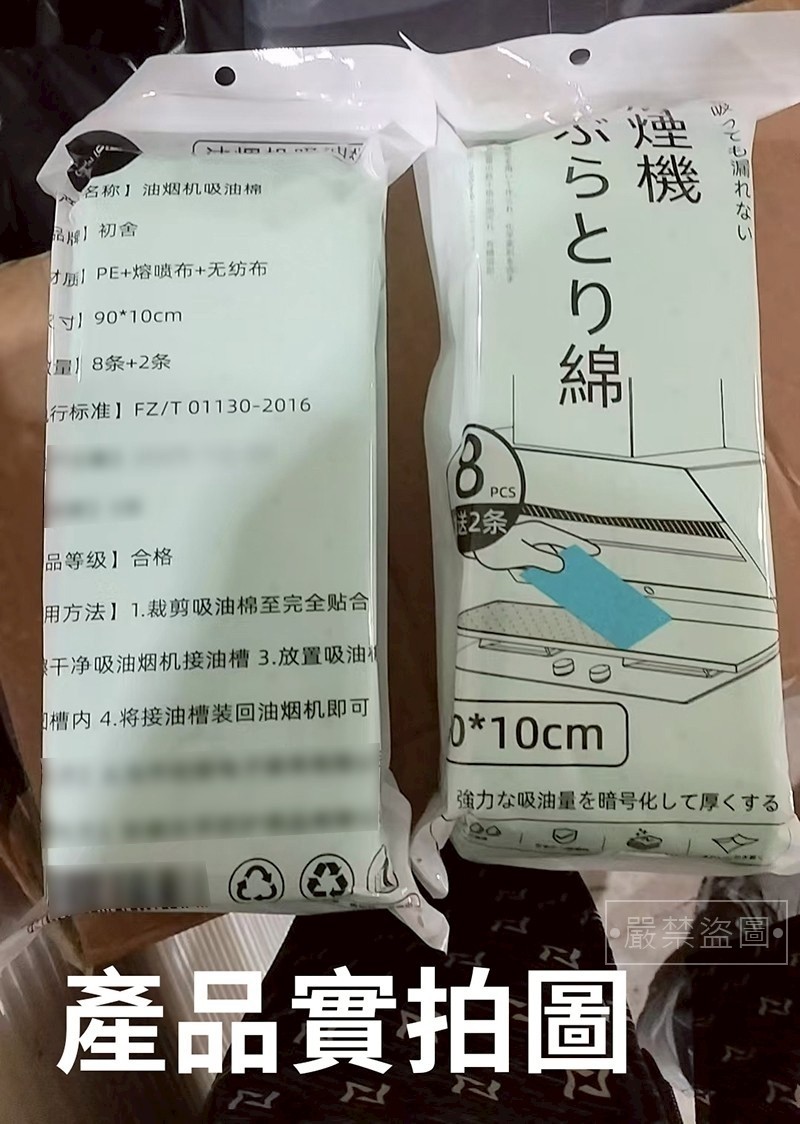 名称】油烟机吸油棉
品牌】初舍
材质】PE+熔喷布+无纺布
尺寸】90*10cm
数量】8条+2条
行标准】FZ/T 01130-2016
品等级】合格
用方法】1.裁剪吸油棉至完全贴合
干净吸油烟机接油槽 3.放置吸油
槽内 4.将接油槽装回油烟机即可
吸っても漏れない
煙機
ぶらとり綿
8
PCS
送2条
0*10cm
強力な吸油量を暗号化して厚くする
嚴禁盜圖
產品實拍圖